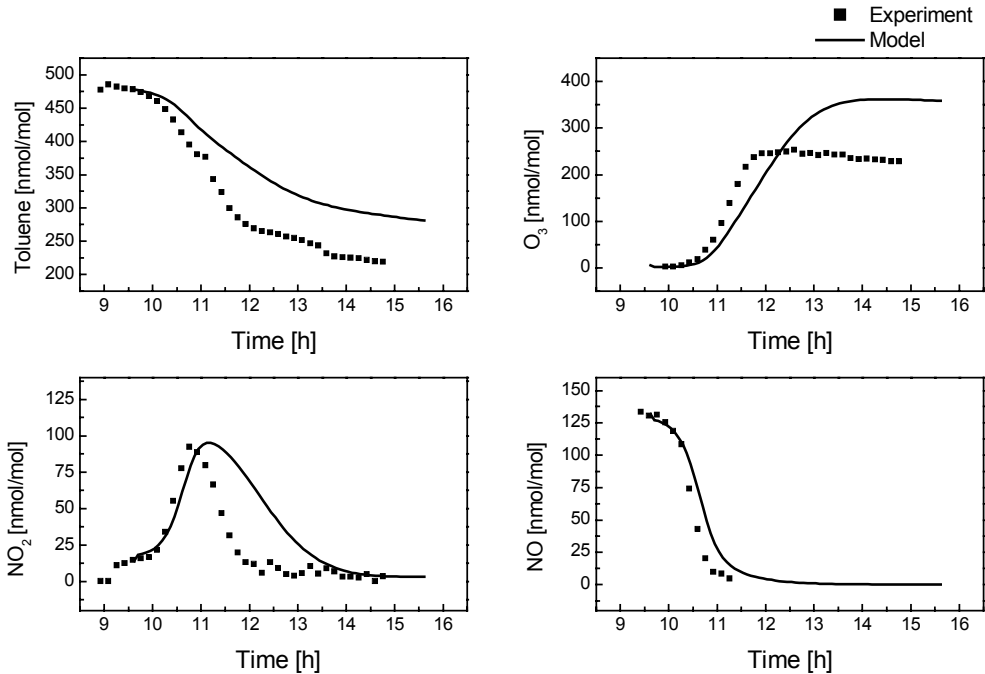 Experiment
Model
500
450
400
350
300
250
200
Toluene [nmol/mol]
9 10 11 12 13 14 15 16
Time [h]
400
300
200
100
0
O3 [nmol/mol]
9 10 11 12 13 14 15 16
Time [h]
125
100
75
50
25
0
NO2 [nmol/mol]
9 10 11 12 13 14 15 16
Time [h]
150
125
100
75
50
25
0
NO [nmol/mol]
9 10 11 12 13 14 15 16
Time [h]